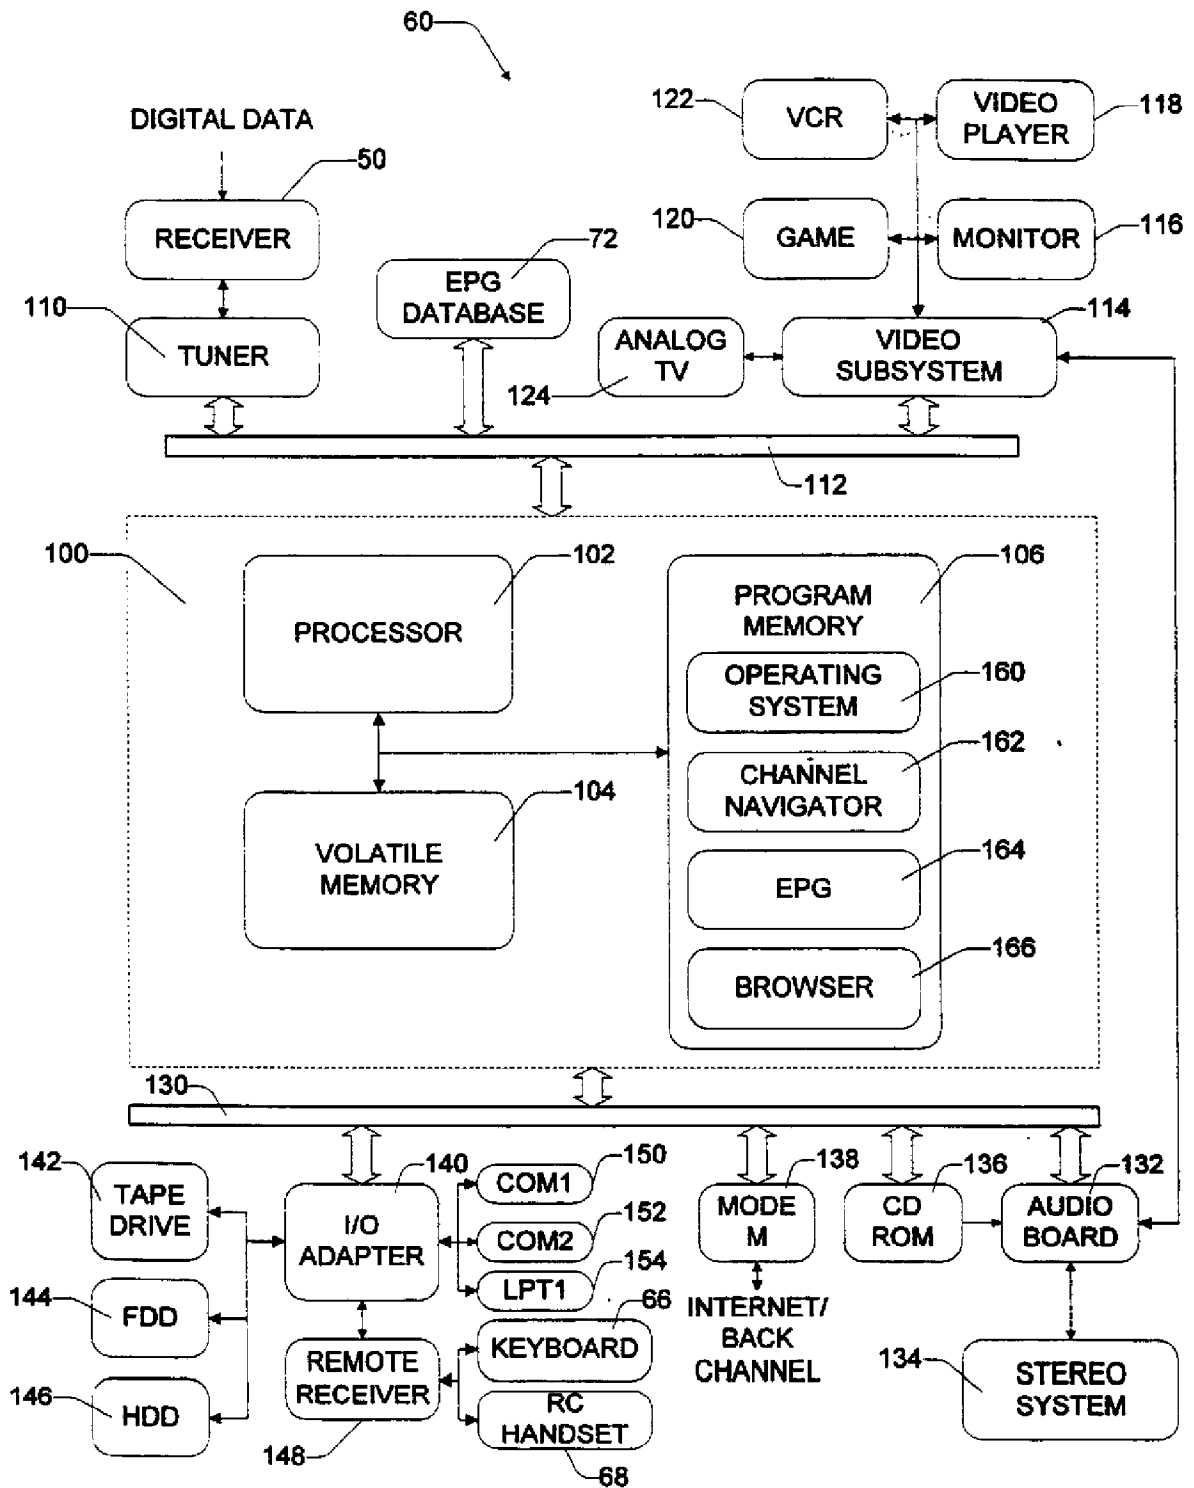 60
DIGITAL DATA
50
RECEIVER
110
TUNER
72
EPG
DATABASE
122
VCR
VIDEO
PLAYER
118
120
GAME
MONITOR
116
ANALOG
TV
124
VIDEO
SUBSYSTEM
114
112
100
102
PROCESSOR
104
VOLATILE
MEMORY
106
PROGRAM
MEMORY
OPERATING
SYSTEM
160
162
CHANNEL
NAVIGATOR
164
EPG
166
BROWSER
130
142
TAPE
DRIVE
144
FDD
146
HDD
140
I/O
ADAPTER
REMOTE
RECEIVER
148
150
COM1
152
COM2
154
LPT1
66
KEYBOARD
RC
HANDSET
68
138
MODE
M
INTERNET/
BACK
CHANNEL
136
CD
ROM
132
AUDIO
BOARD
134
STEREO
SYSTEM